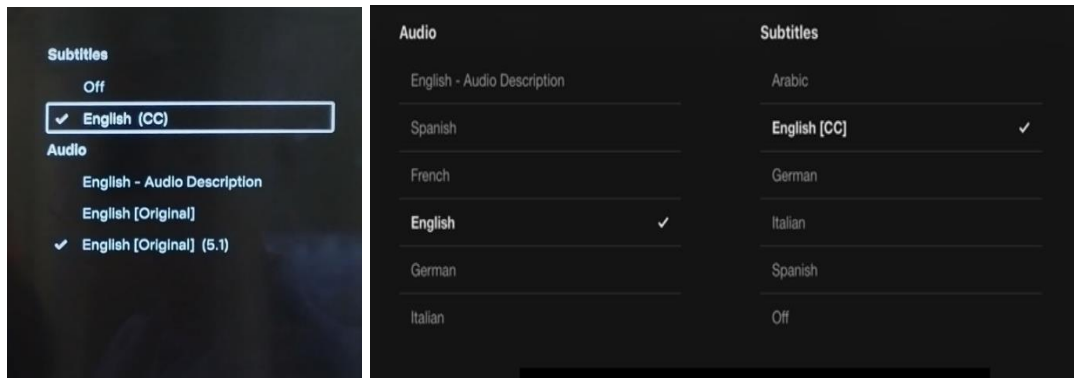 Subtitles
Off
English (CC)
Audio
English - Audio Description
English [Original]
English [Original] (5.1)
Audio
English - Audio Description
Spanish
French
English
German
Italian
Subtitles
Arabic
English [CC]
German
Italian
Spanish
Off